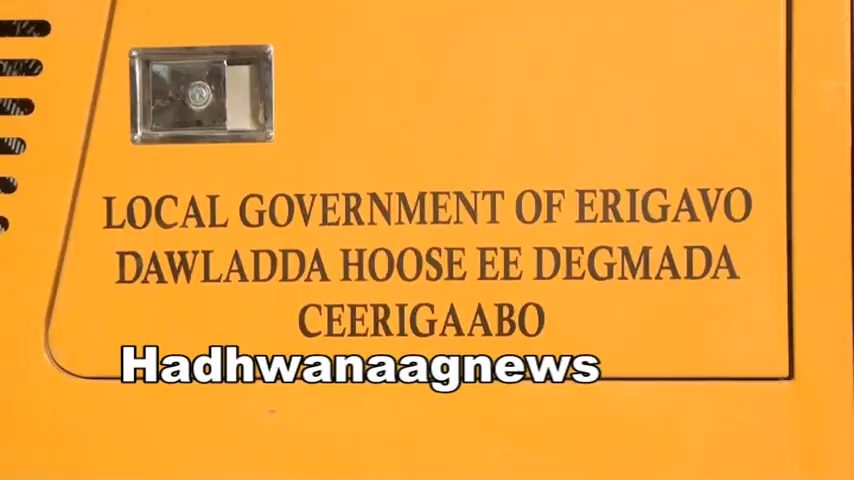 LOCAL GOVERNMENT OF ERIGAVO
DAWLADDA HOOSE EE DEGMADA
CEERIGAABO
Hadhwanaagnews